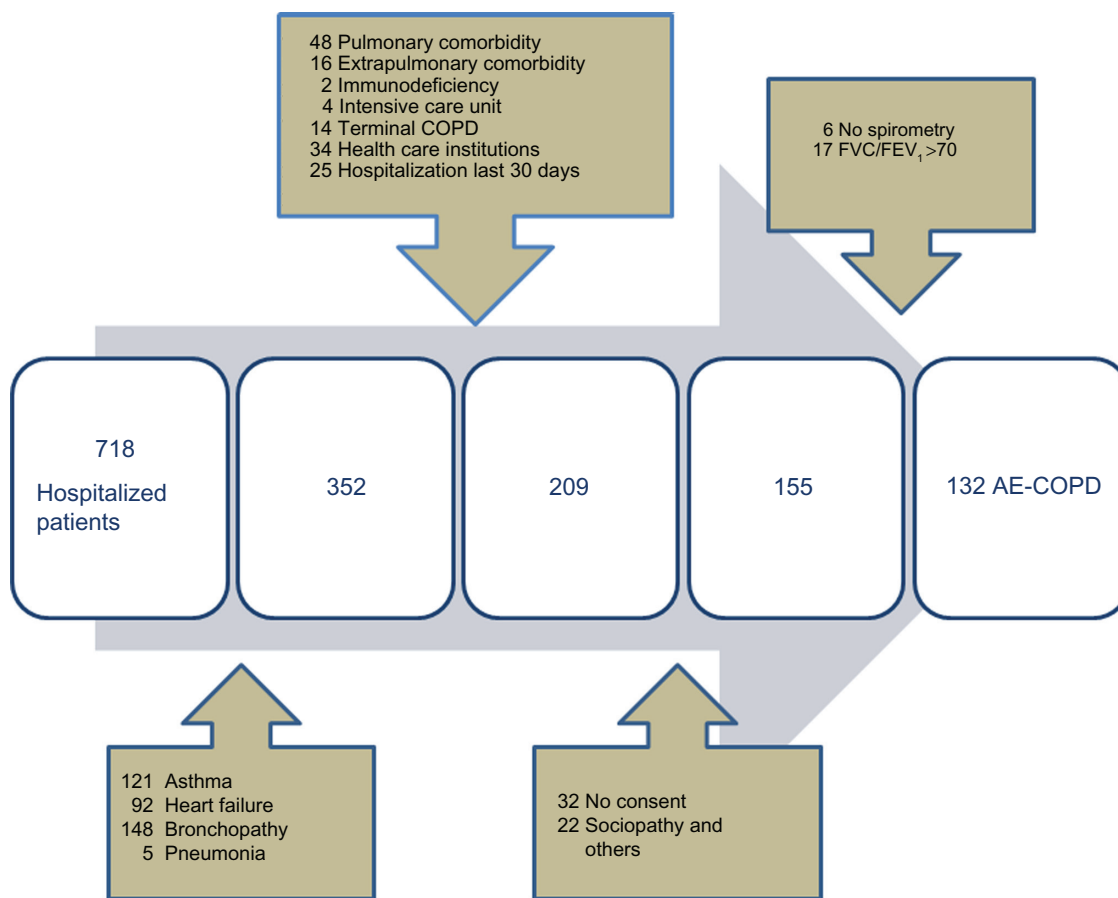 48 Pulmonary comorbidity
16 Extrapulmonary comorbidity
2 Immunodeficiency
4 Intensive care unit
14 Terminal COPD
34 Health care institutions
25 Hospitalization last 30 days
6 No spirometry
17 FVC/FEV₁>70
718
Hospitalized
patients
352
209
155
132 AE-COPD
121 Asthma
92 Heart failure
148 Bronchopathy
5 Pneumonia
32 No consent
22 Sociopathy and
others